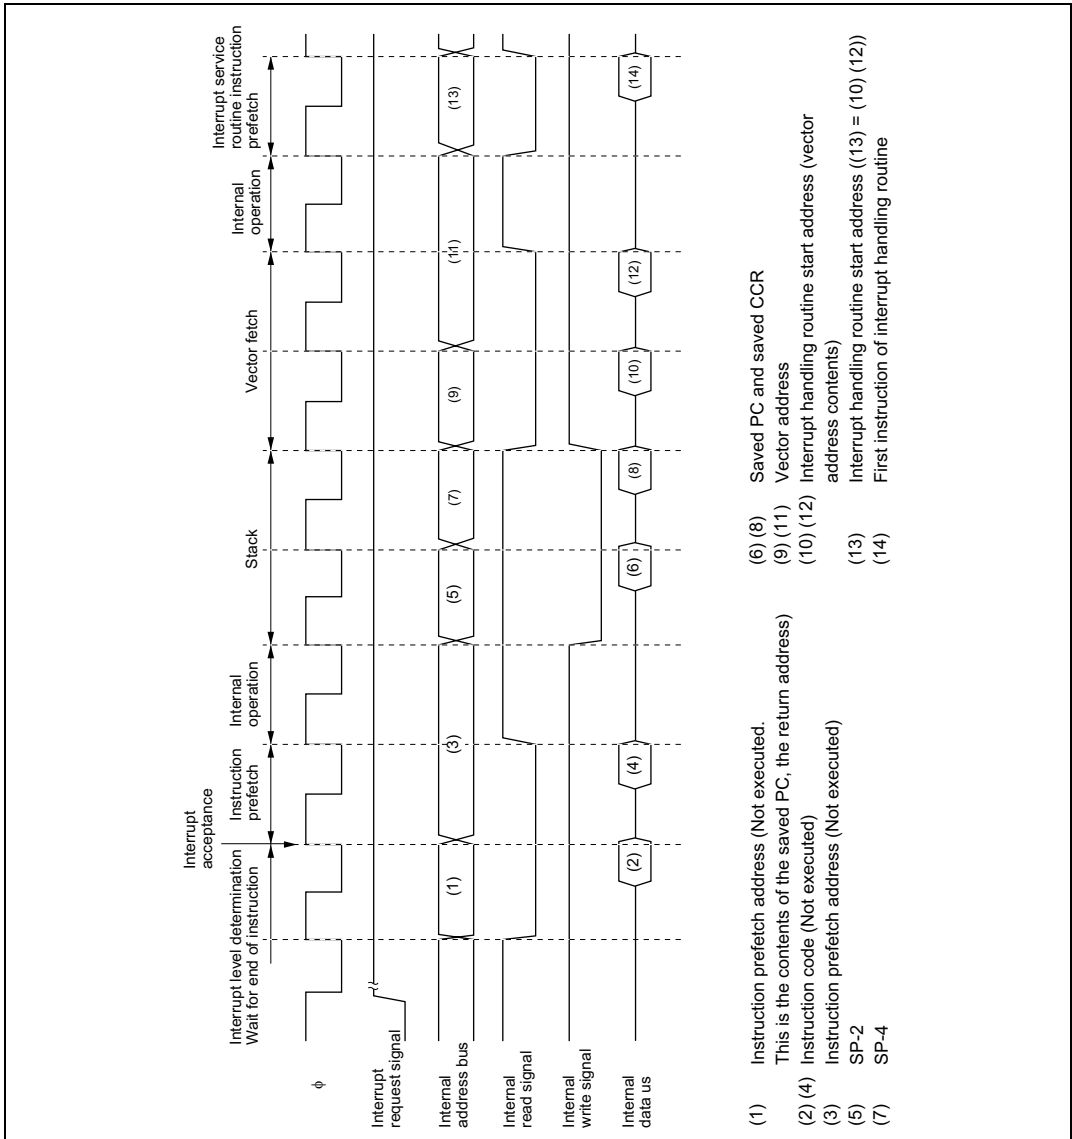 Interrupt
acceptance
Interrupt level determination
Wait for end of instruction
Instruction
prefetch
Internal
operation
Stack
Vector fetch
Internal
operation
Interrupt service
routine instruction
prefetch
φ
Interrupt
request signal
Internal
address bus
(1)
(3)
(5)
(7)
(9)
(11)
(13)
Internal
read signal
Internal
write signal
Internal
data us
(2)
(4)
(6)
(8)
(10)
(12)
(14)
(1) Instruction prefetch address (Not executed.
This is the contents of the saved PC, the return address)
(2) (4) Instruction code (Not executed)
(3) Instruction prefetch address (Not executed)
(5) SP-2
(7) SP-4
(6) (8) Saved PC and saved CCR
(9) (11) Vector address
(10) (12) Interrupt handling routine start address (vector
address contents)
(13) Interrupt handling routine start address ((13) = (10) (12))
(14) First instruction of interrupt handling routine